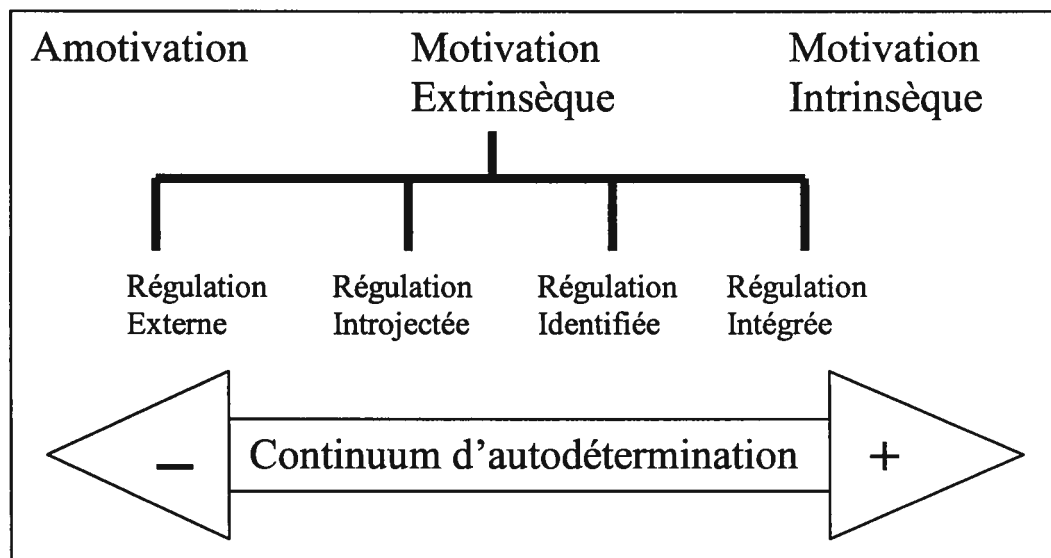 Amotivation
Motivation
Extrinsèque
Motivation
Intrinsèque
Régulation
Externe
Régulation
Introjectée
Régulation
Identifiée
Régulation
Intégrée
− Continuum d'autodétermination +